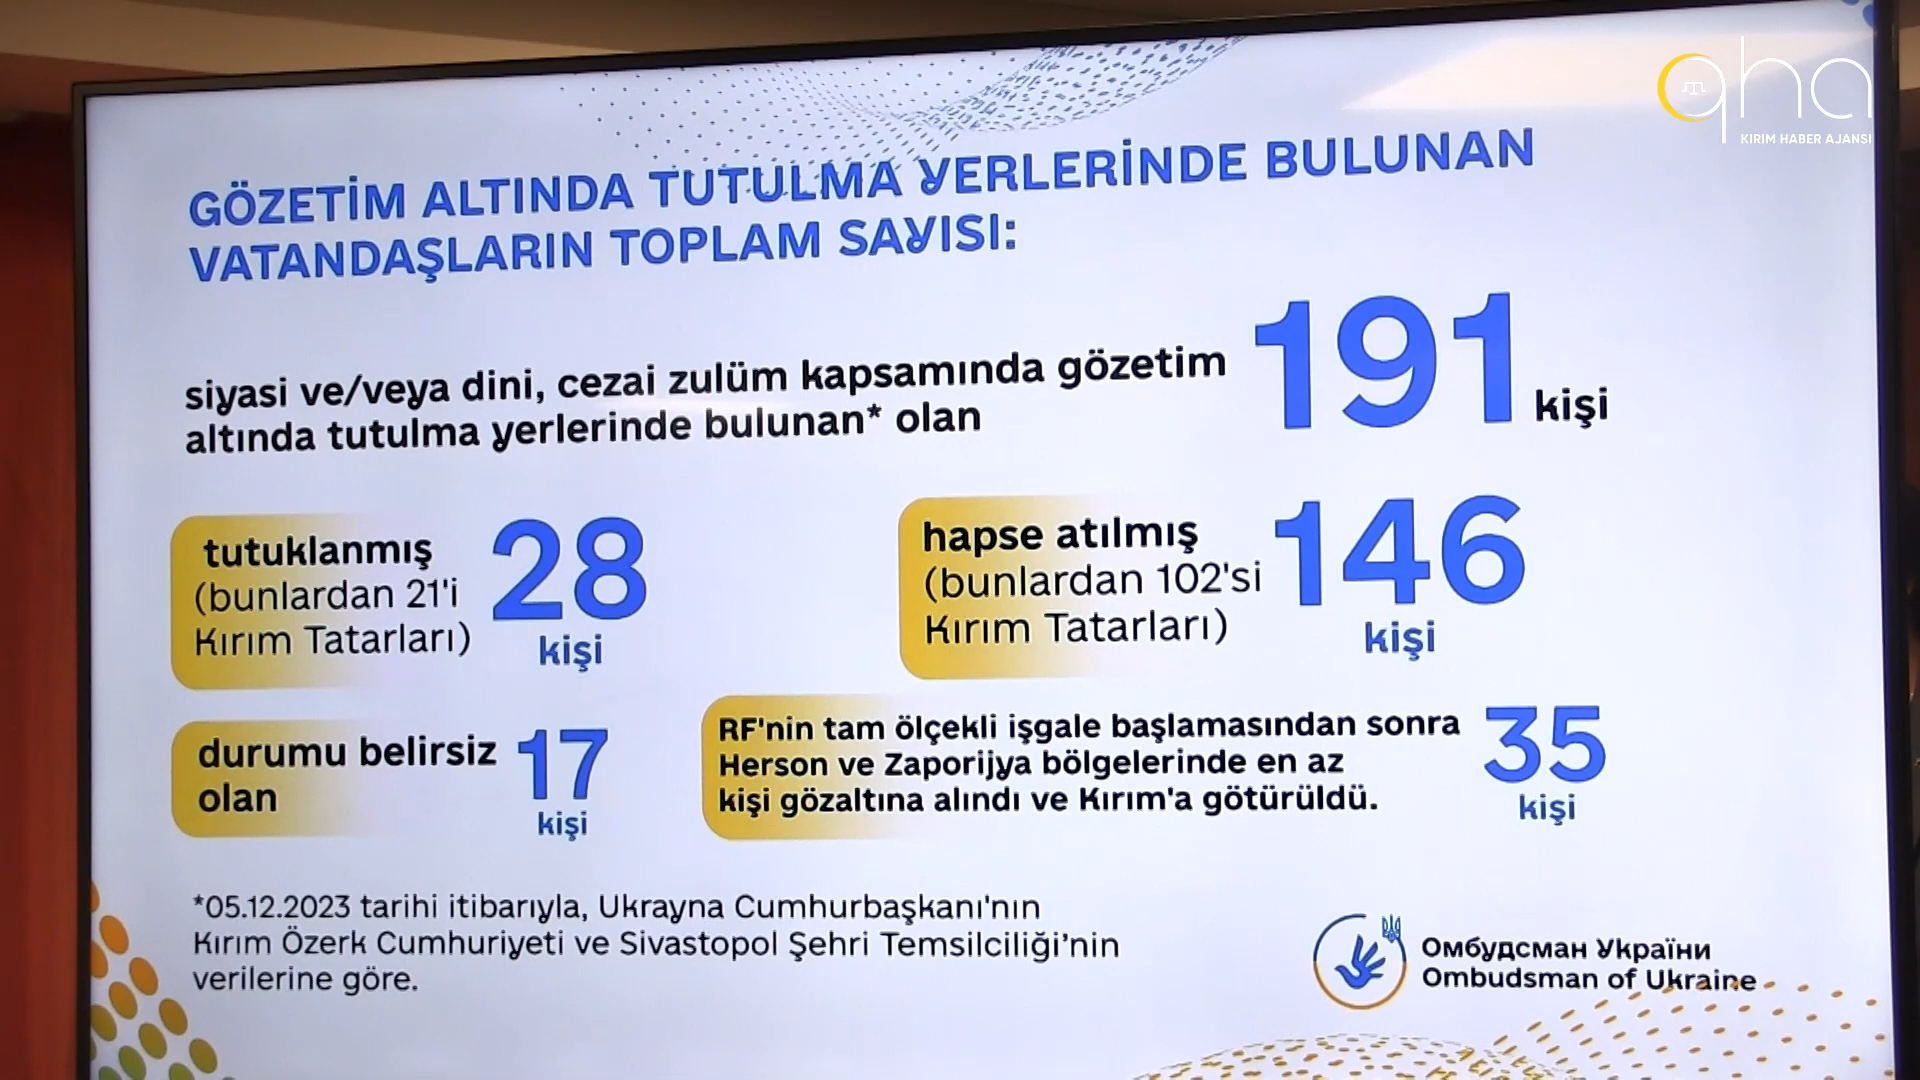 qha
KIRIM HABER AJANSI
GÖZETİM ALTINDA TUTULMA YERLERİNDE BULUNAN
VATANDAŞLARIN TOPLAM SAYISI:
siyasi ve/veya dini, cezai zulüm kapsamında gözetim
altında tutulma yerlerinde bulunan* olan
191 kişi
tutuklanmış
(bunlardan 21'i
Kırım Tatarları)
28
kişi
hapse atılmış
(bunlardan 102'si
Kırım Tatarları)
146
kişi
durumu belirsiz
olan
17
kişi
RF'nin tam ölçekli işgale başlamasından sonra
Herson ve Zaporijya bölgelerinde en az
kişi gözaltına alındı ve Kırım'a götürüldü.
35
kişi
*05.12.2023 tarihi itibarıyla, Ukrayna Cumhurbaşkanı'nın
Kırım Özerk Cumhuriyeti ve Sivastopol Şehri Temsilciliği'nin
verilerine göre.
Омбудсман України
Ombudsman of Ukraine